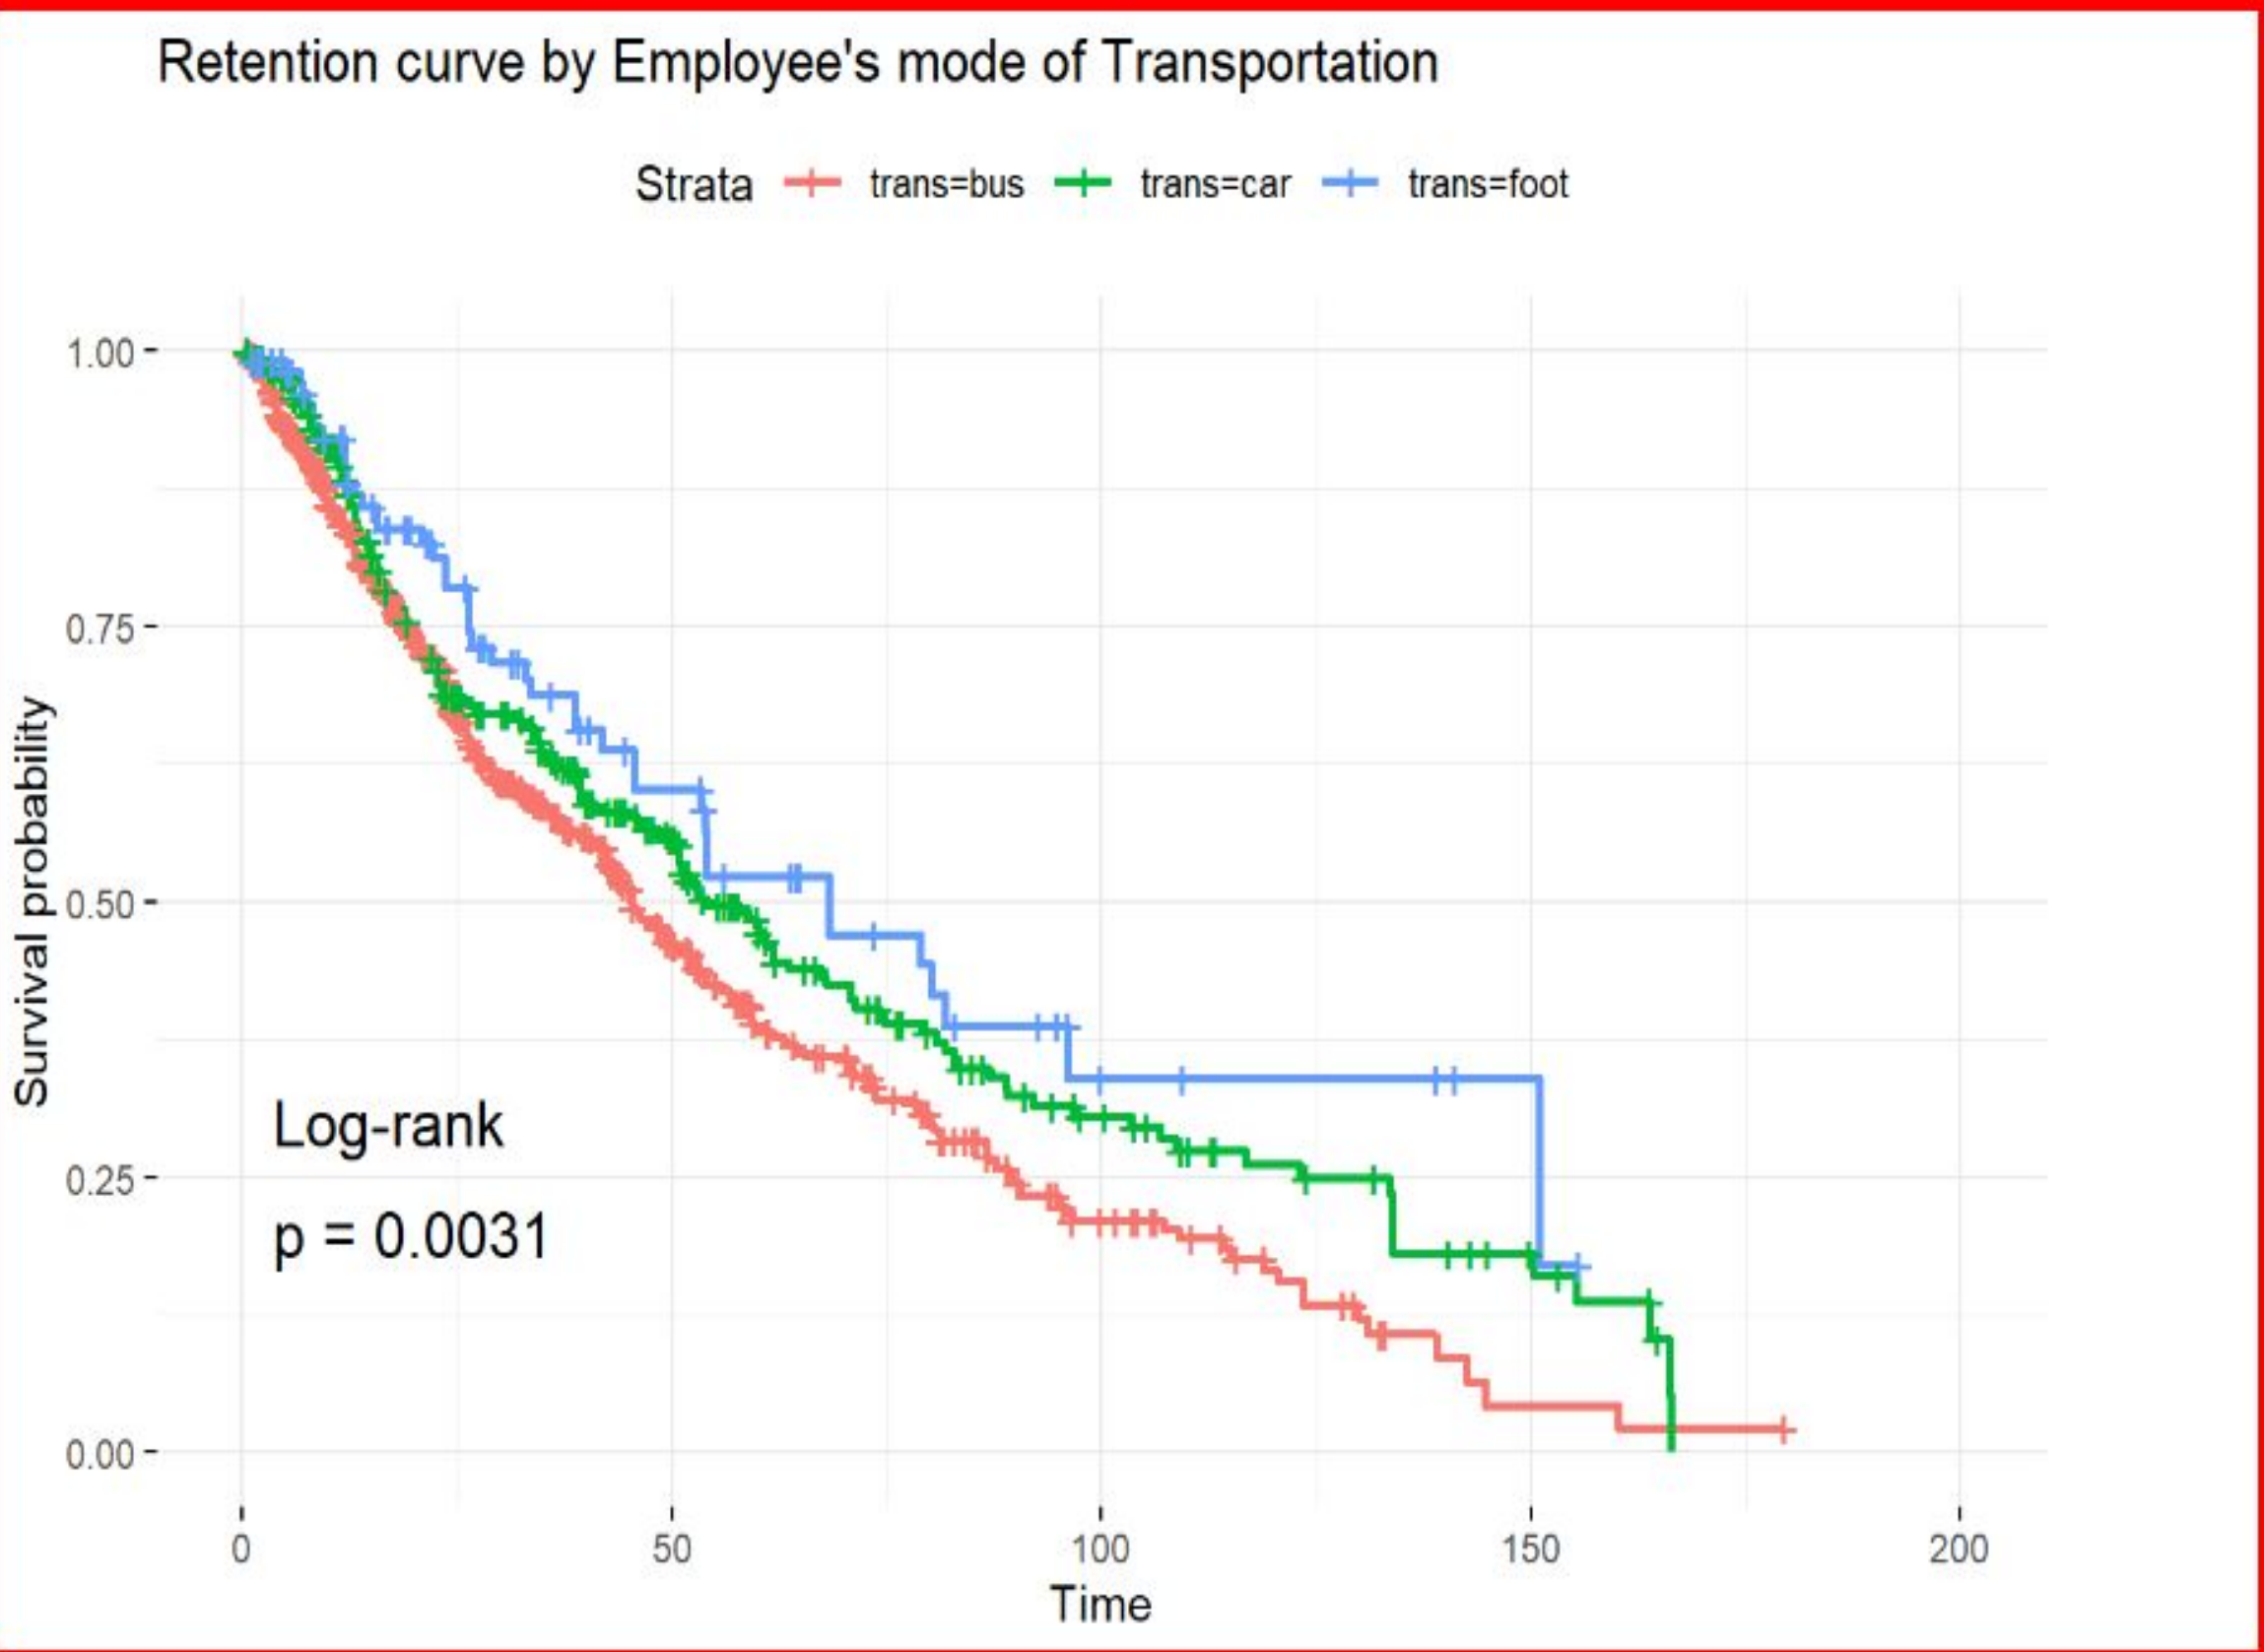 Retention curve by Employee's mode of Transportation
Strata trans=bus trans=car trans=foot
1.00
0.75
0.50
0.25
0.00
Survival probability
Log-rank
p = 0.0031
0 50 100 150 200
Time